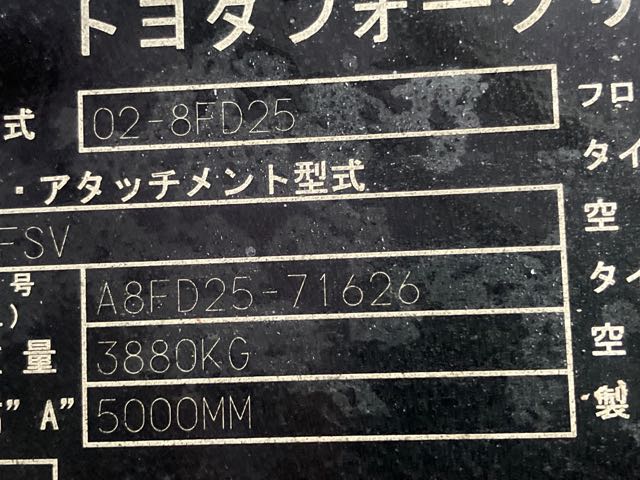 トヨタフォークリ
式 02-8FD25 フロ
・アタッチメント型式 タイ
FSV 空
号 A8FD25-71626 タイ
.)
量 3880KG 空
"A" 5000MM 製